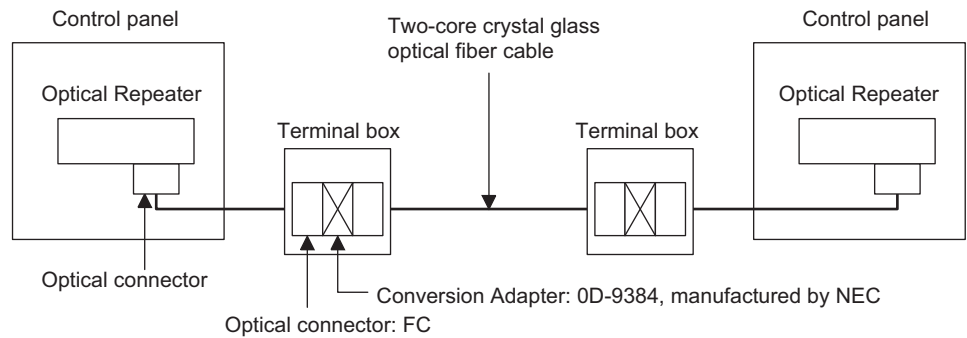 Control panel
Two-core crystal glass
optical fiber cable
Control panel
Optical Repeater
Optical Repeater
Terminal box
Terminal box
Optical connector
Conversion Adapter: 0D-9384, manufactured by NEC
Optical connector: FC